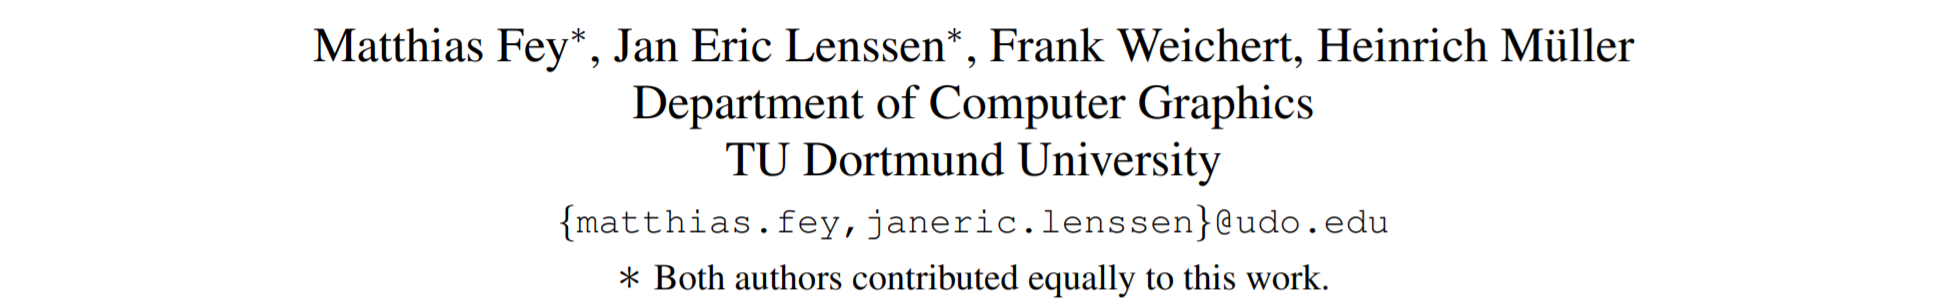 Matthias Fey*, Jan Eric Lenssen*, Frank Weichert, Heinrich Müller
Department of Computer Graphics
TU Dortmund University
{matthias.fey,janeric.lenssen}@udo.edu
* Both authors contributed equally to this work.